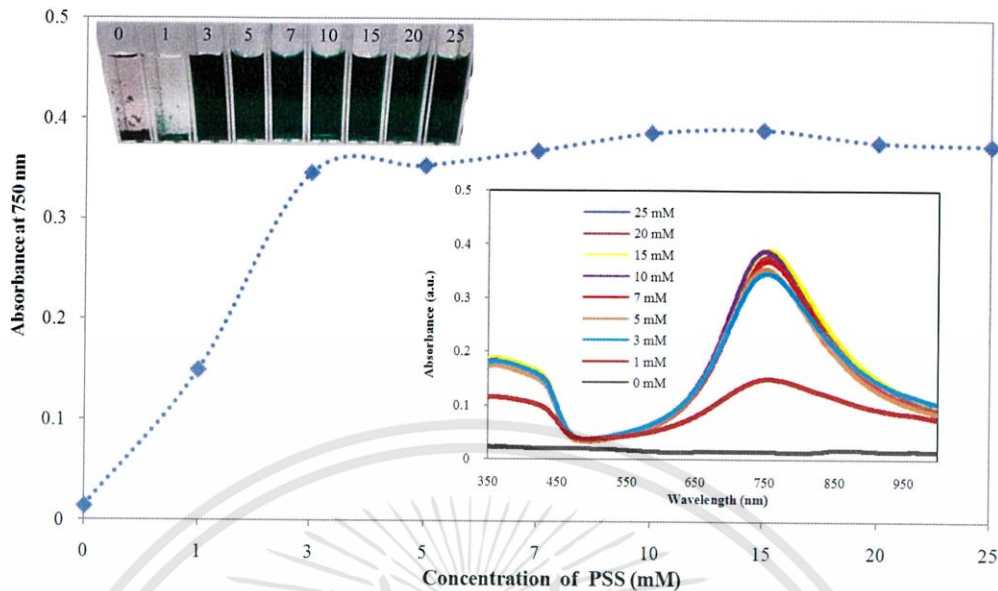 0.5
0.4
0.3
0.2
0.1
0
Absorbance at 750 nm
0 1 3 5 7 10 15 20 25
0.5
0.4
0.3
0.2
0.1
0
Absorbance (a.u.)
25 mM
20 mM
15 mM
10 mM
7 mM
5 mM
3 mM
1 mM
0 mM
350 450 550 650 750 850 950
Wavelength (nm)
0 1 3 5 7 10 15 20 25
Concentration of PSS (mM)